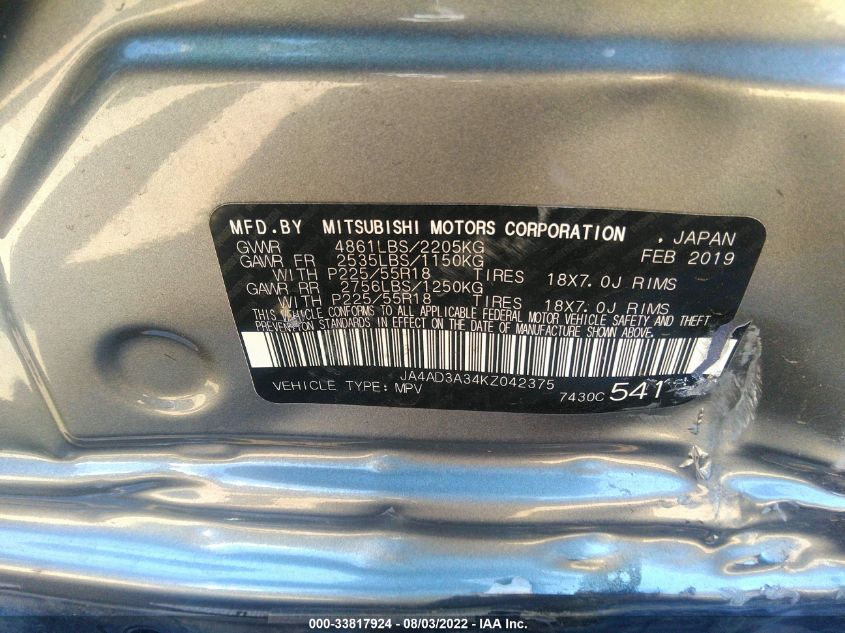 MFD.BY MITSUBISHI MOTORS CORPORATION , JAPAN
GVWR 4861LBS/2205KG FEB 2019
GAWR FR 2535LBS/1150KG
WITH P225/55R18 TIRES 18X7.0J RIMS
GAWR RR 2756LBS/1250KG
WITH P225/55R18 TIRES 18X7.0J RIMS
THIS VEHICLE CONFORMS TO ALL APPLICABLE FEDERAL MOTOR VEHICLE SAFETY AND THEFT
PREVENTION STANDARDS IN EFFECT ON THE DATE OF MANUFACTURE SHOWN ABOVE.
JA4AD3A34KZ042375
VEHICLE TYPE: MPV 7430C 541
000-33817924 - 08/03/2022 - IAA Inc.